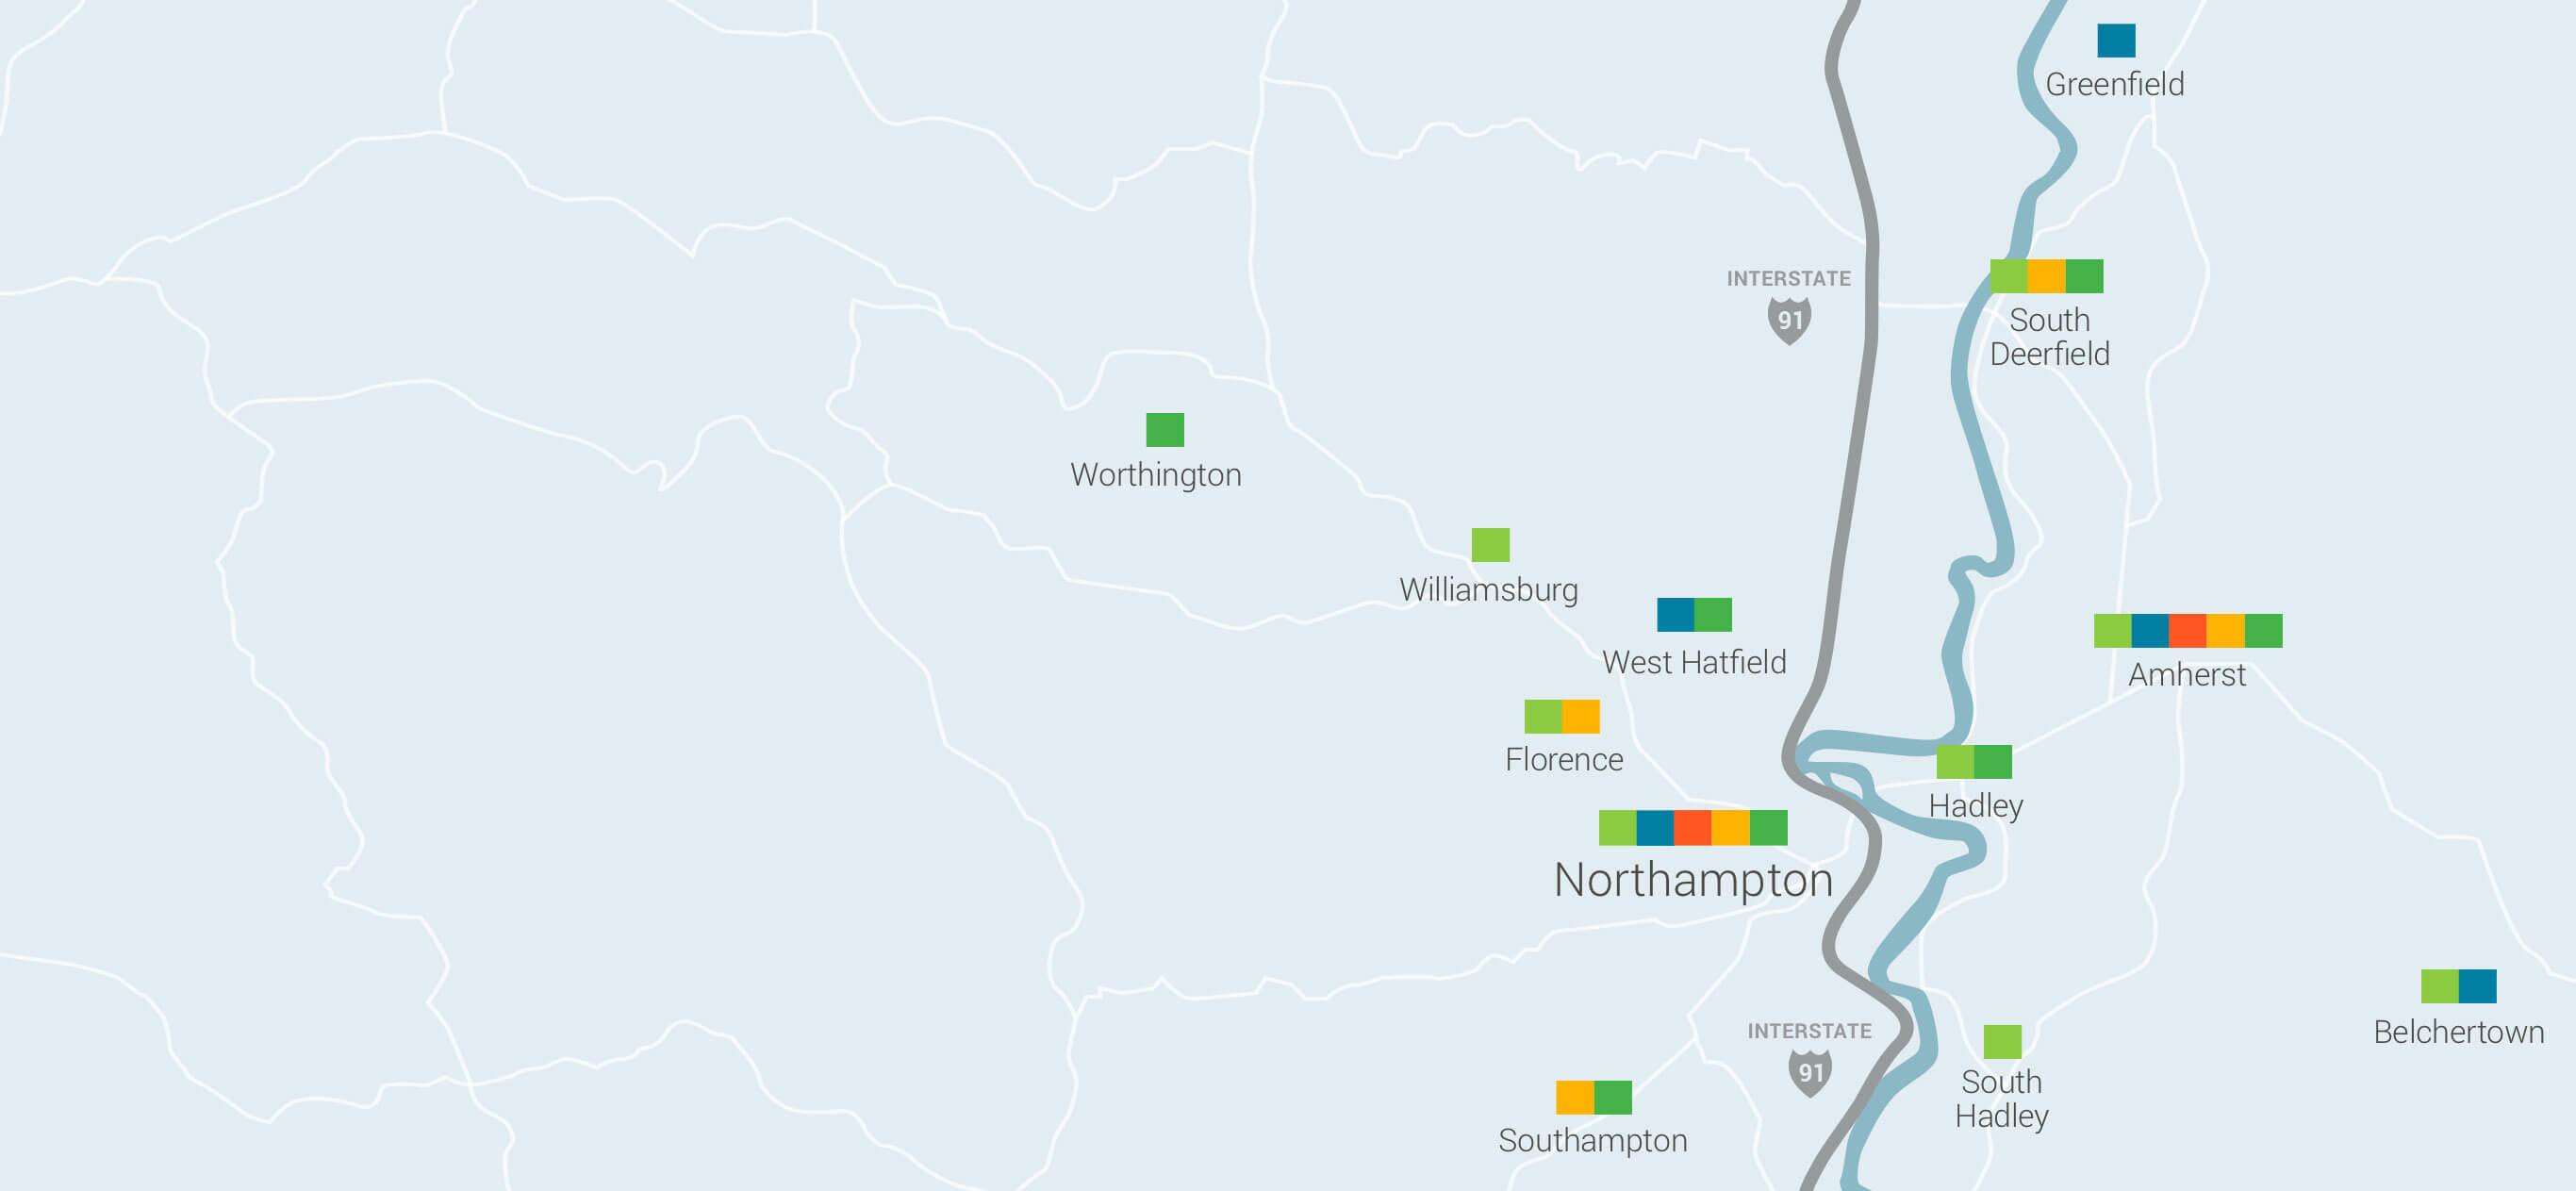 Greenfield
INTERSTATE
91
South
Deerfield
Worthington
Williamsburg
West Hatfield
Amherst
Florence
Hadley
Northampton
Belchertown
INTERSTATE
91
South
Hadley
Southampton